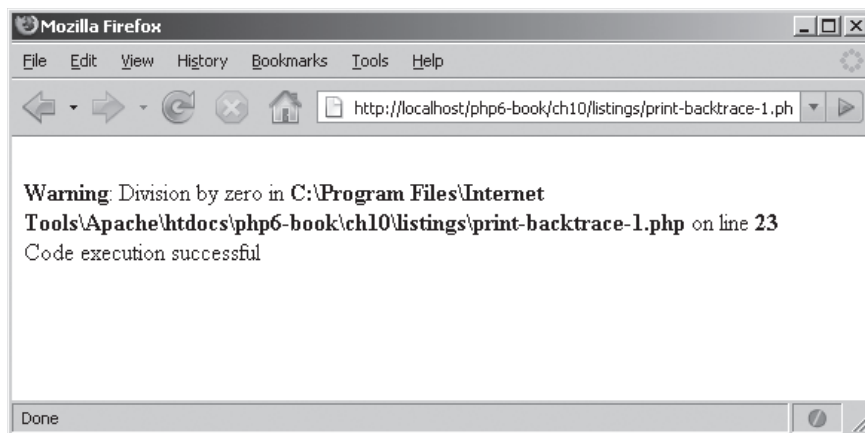 Mozilla Firefox
File Edit View History Bookmarks Tools Help
http://localhost/php6-book/ch10/listings/print-backtrace-1.ph
Warning: Division by zero in C:\Program Files\Internet
Tools\Apache\htdocs\php6-book\ch10\listings\print-backtrace-1.php on line 23
Code execution successful
Done